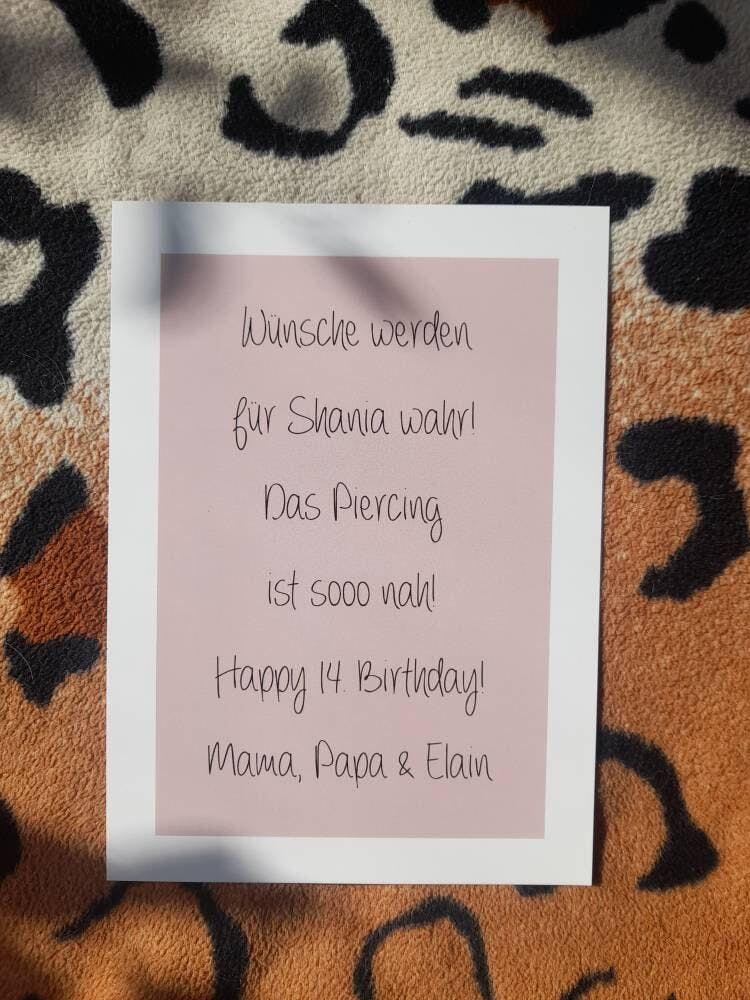 Wünsche werden
für Shania wahr!
Das Piercing
ist sooo nah!
Happy 14. Birthday!
Mama, Papa & Elain